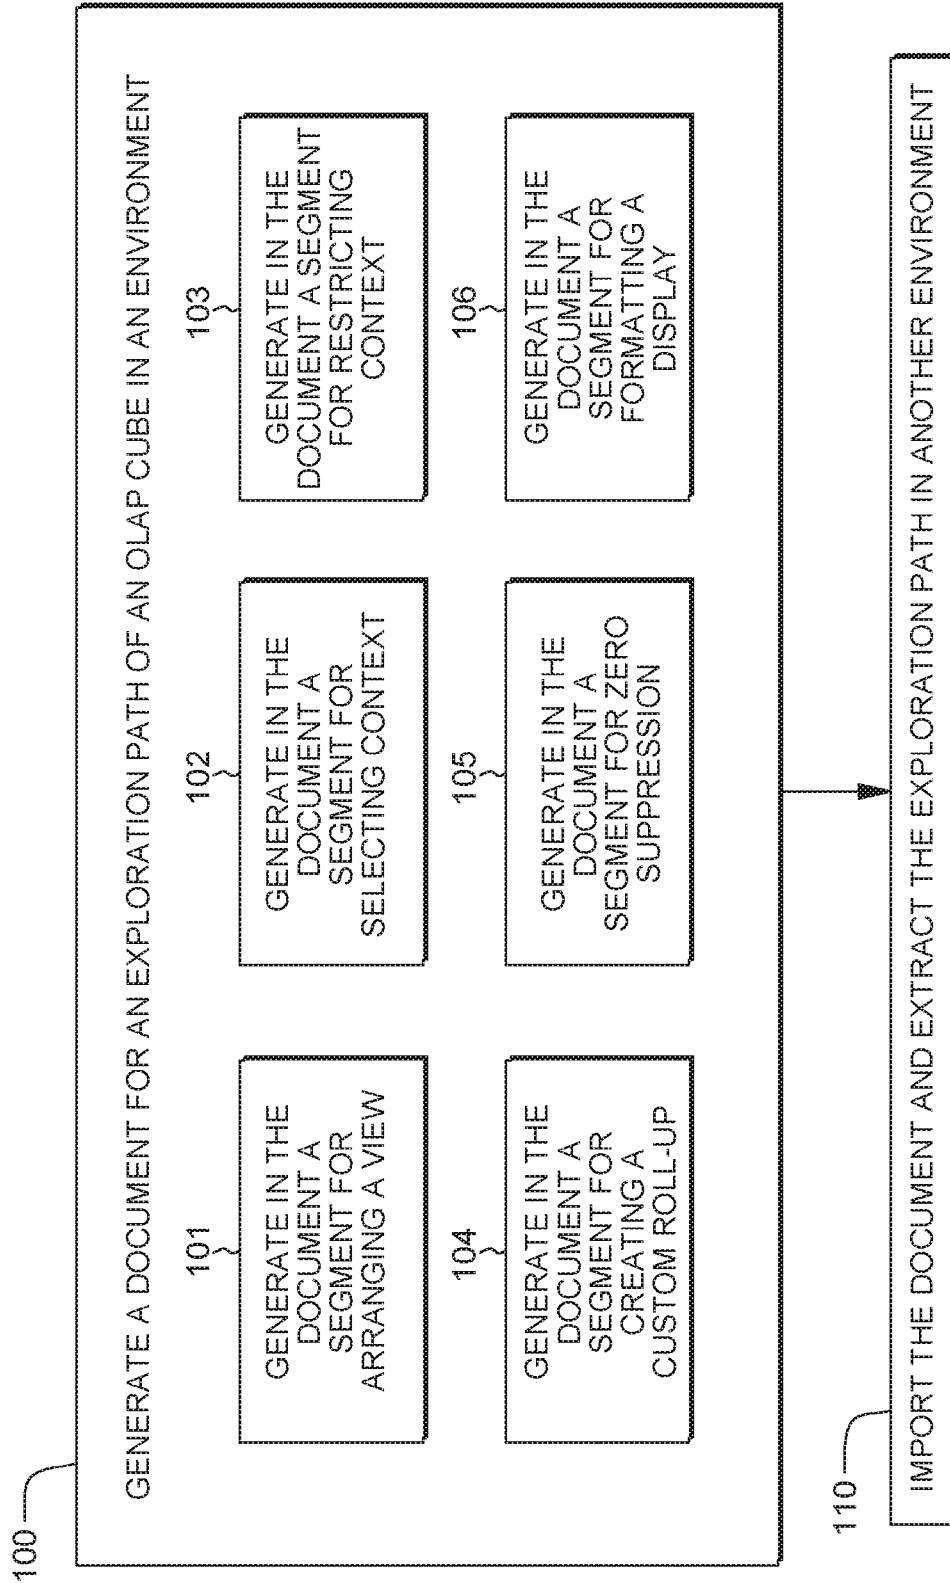 100
GENERATE A DOCUMENT FOR AN EXPLORATION PATH OF AN OLAP CUBE IN AN ENVIRONMENT
101
GENERATE IN THE
DOCUMENT A
SEGMENT FOR
ARRANGING A VIEW
102
GENERATE IN THE
DOCUMENT A
SEGMENT FOR
SELECTING CONTEXT
103
GENERATE IN THE
DOCUMENT A SEGMENT
FOR RESTRICTING
CONTEXT
104
GENERATE IN THE
DOCUMENT A
SEGMENT FOR
CREATING A
CUSTOM ROLL-UP
105
GENERATE IN THE
DOCUMENT A
SEGMENT FOR ZERO
SUPPRESSION
106
GENERATE IN THE
DOCUMENT A
SEGMENT FOR
FORMATTING A
DISPLAY
110
IMPORT THE DOCUMENT AND EXTRACT THE EXPLORATION PATH IN ANOTHER ENVIRONMENT